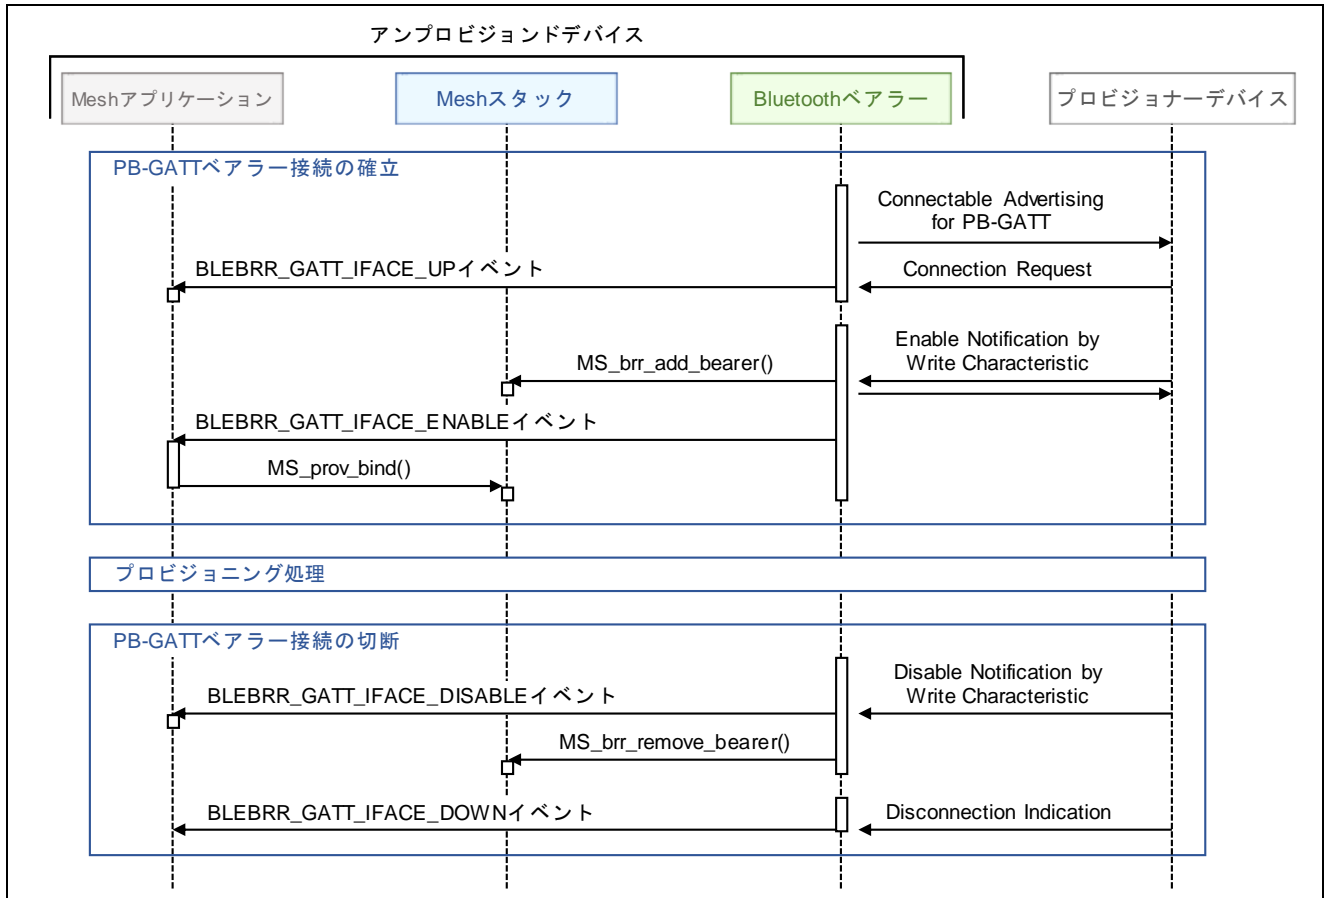 アンプロビジョンドデバイス
Meshアプリケーション
Meshスタック
Bluetoothベアラー
プロビジョナーデバイス
PB-GATTベアラー接続の確立
Connectable Advertising
for PB-GATT
BLEBRR_GATT_IFACE_UPイベント
Connection Request
Enable Notification by
Write Characteristic
MS_brr_add_bearer()
BLEBRR_GATT_IFACE_ENABLEイベント
MS_prov_bind()
プロビジョニング処理
PB-GATTベアラー接続の切断
Disable Notification by
Write Characteristic
BLEBRR_GATT_IFACE_DISABLEイベント
MS_brr_remove_bearer()
BLEBRR_GATT_IFACE_DOWNイベント
Disconnection Indication